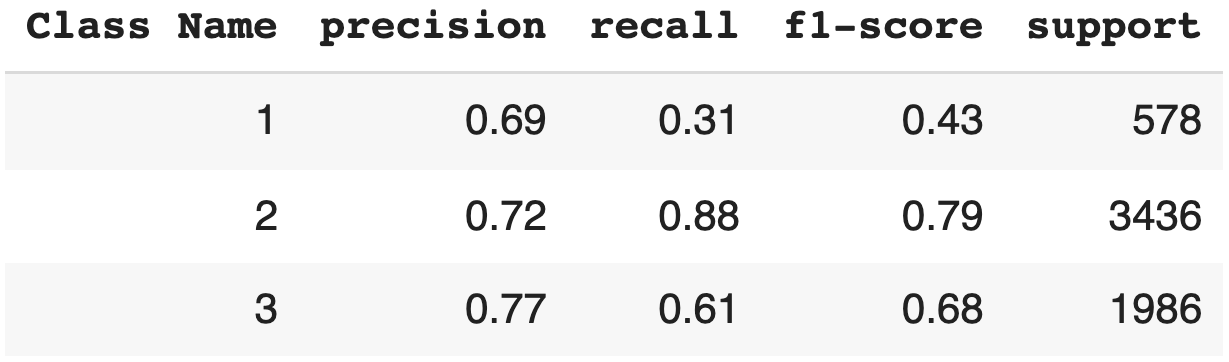 Class Name precision recall f1-score support
1 0.69 0.31 0.43 578
2 0.72 0.88 0.79 3436
3 0.77 0.61 0.68 1986